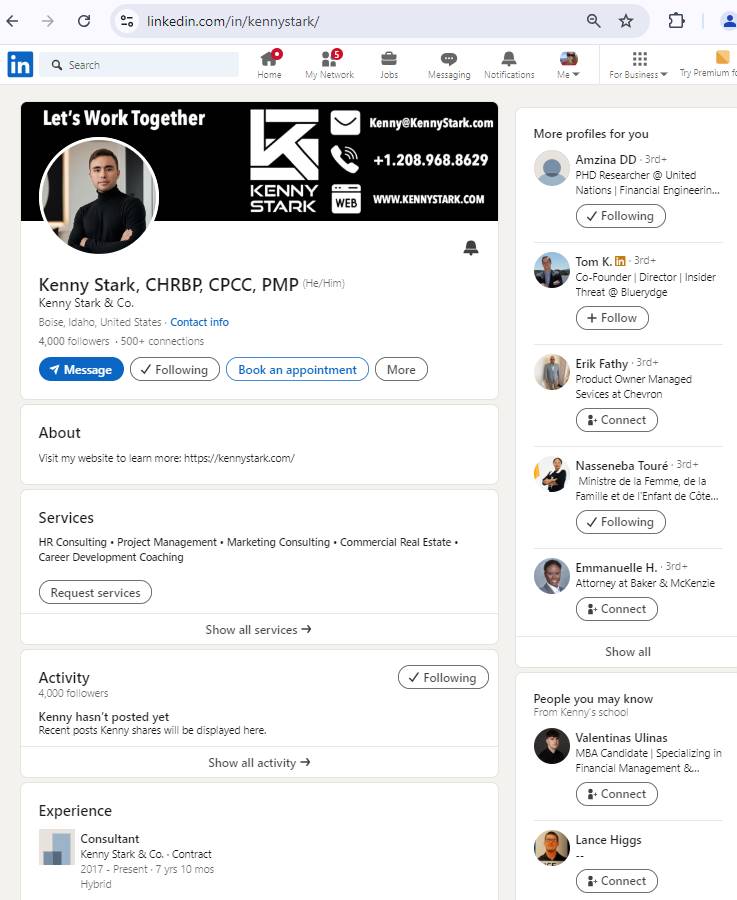 linkedin.com/in/kennystark/
in
Search
Home
5
My Network
Jobs
Messaging
Notifications
Me
For Business
Try Premium fo
Let's Work Together
KENNY
STARK
Kenny@KennyStark.com
+1.208.968.8629
WEB
WWW.KENNYSTARK.COM
Kenny Stark, CHRBP, CPCC, PMP (He/Him)
Kenny Stark & Co.
Boise, Idaho, United States · Contact info
4,000 followers · 500+ connections
Message
Following
Book an appointment
More
About
Visit my website to learn more: https://kennystark.com/
Services
HR Consulting • Project Management • Marketing Consulting • Commercial Real Estate •
Career Development Coaching
Request services
Show all services →
Activity
4,000 followers
Following
Kenny hasn't posted yet
Recent posts Kenny shares will be displayed here.
Show all activity →
Experience
Consultant
Kenny Stark & Co. · Contract
2017 - Present · 7 yrs 10 mos
Hybrid
More profiles for you
Amzina DD · 3rd+
PHD Researcher @ United
Nations | Financial Engineerin...
Following
Tom K. in · 3rd+
Co-Founder | Director | Insider
Threat @ Bluerydge
+ Follow
Erik Fathy · 3rd+
Product Owner Managed
Sevices at Chevron
Connect
Nasseneba Touré · 3rd+
Ministre de la Femme, de la
Famille et de l'Enfant de Côte...
Following
Emmanuelle H. · 3rd+
Attorney at Baker & McKenzie
Connect
Show all
People you may know
From Kenny's school
Valentinas Ulinas
MBA Candidate | Specializing in
Financial Management &...
Connect
Lance Higgs
--
Connect